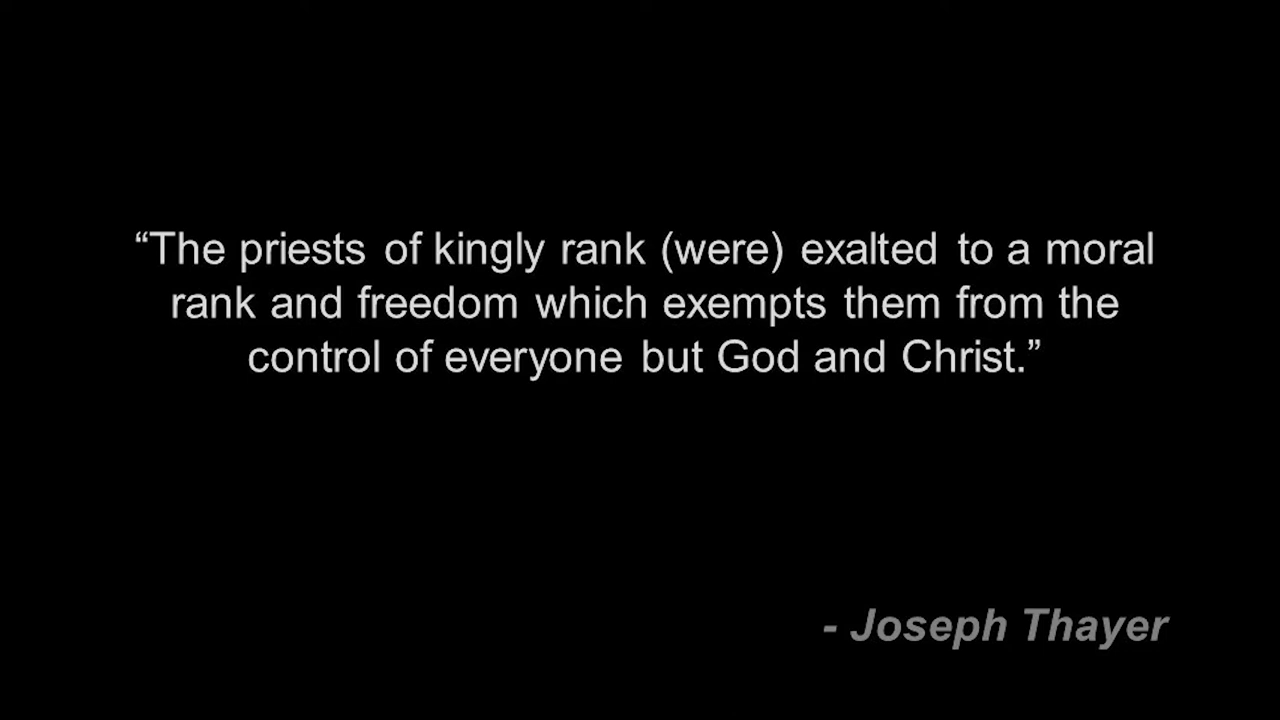 “The priests of kingly rank (were) exalted to a moral
rank and freedom which exempts them from the
control of everyone but God and Christ.”
- Joseph Thayer